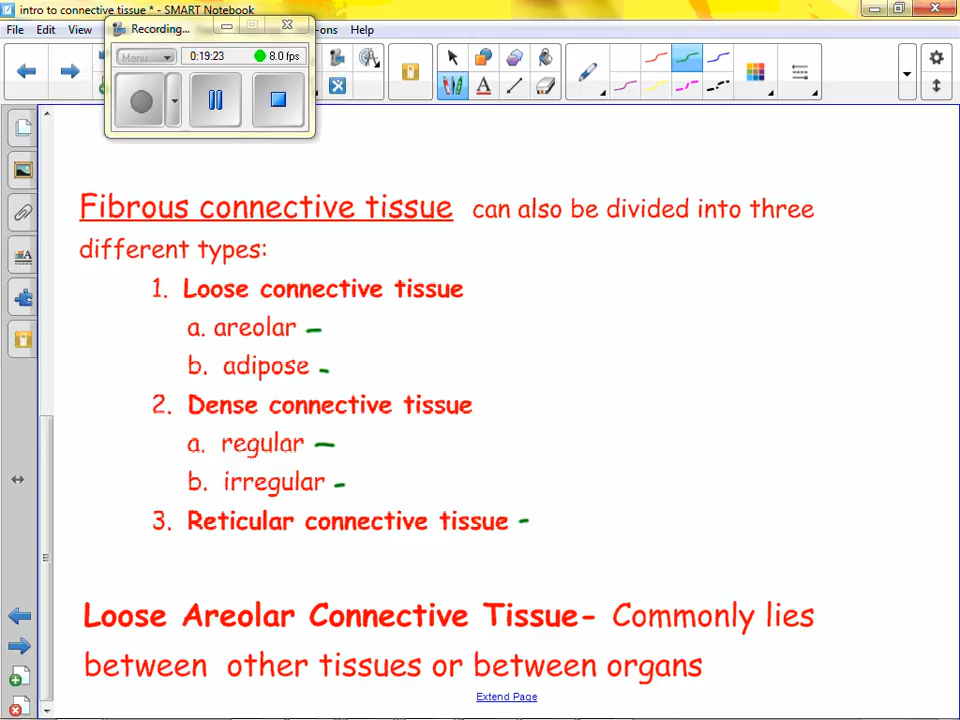 intro to connective tissue * - SMART Notebook
Recording...
File Edit View
-ons Help
Menu
0:19:23
8.0 fps
Fibrous connective tissue can also be divided into three
different types:
1. Loose connective tissue
a. areolar -
b. adipose -
2. Dense connective tissue
a. regular -
b. irregular -
3. Reticular connective tissue -
Loose Areolar Connective Tissue- Commonly lies
between other tissues or between organs
Extend Page